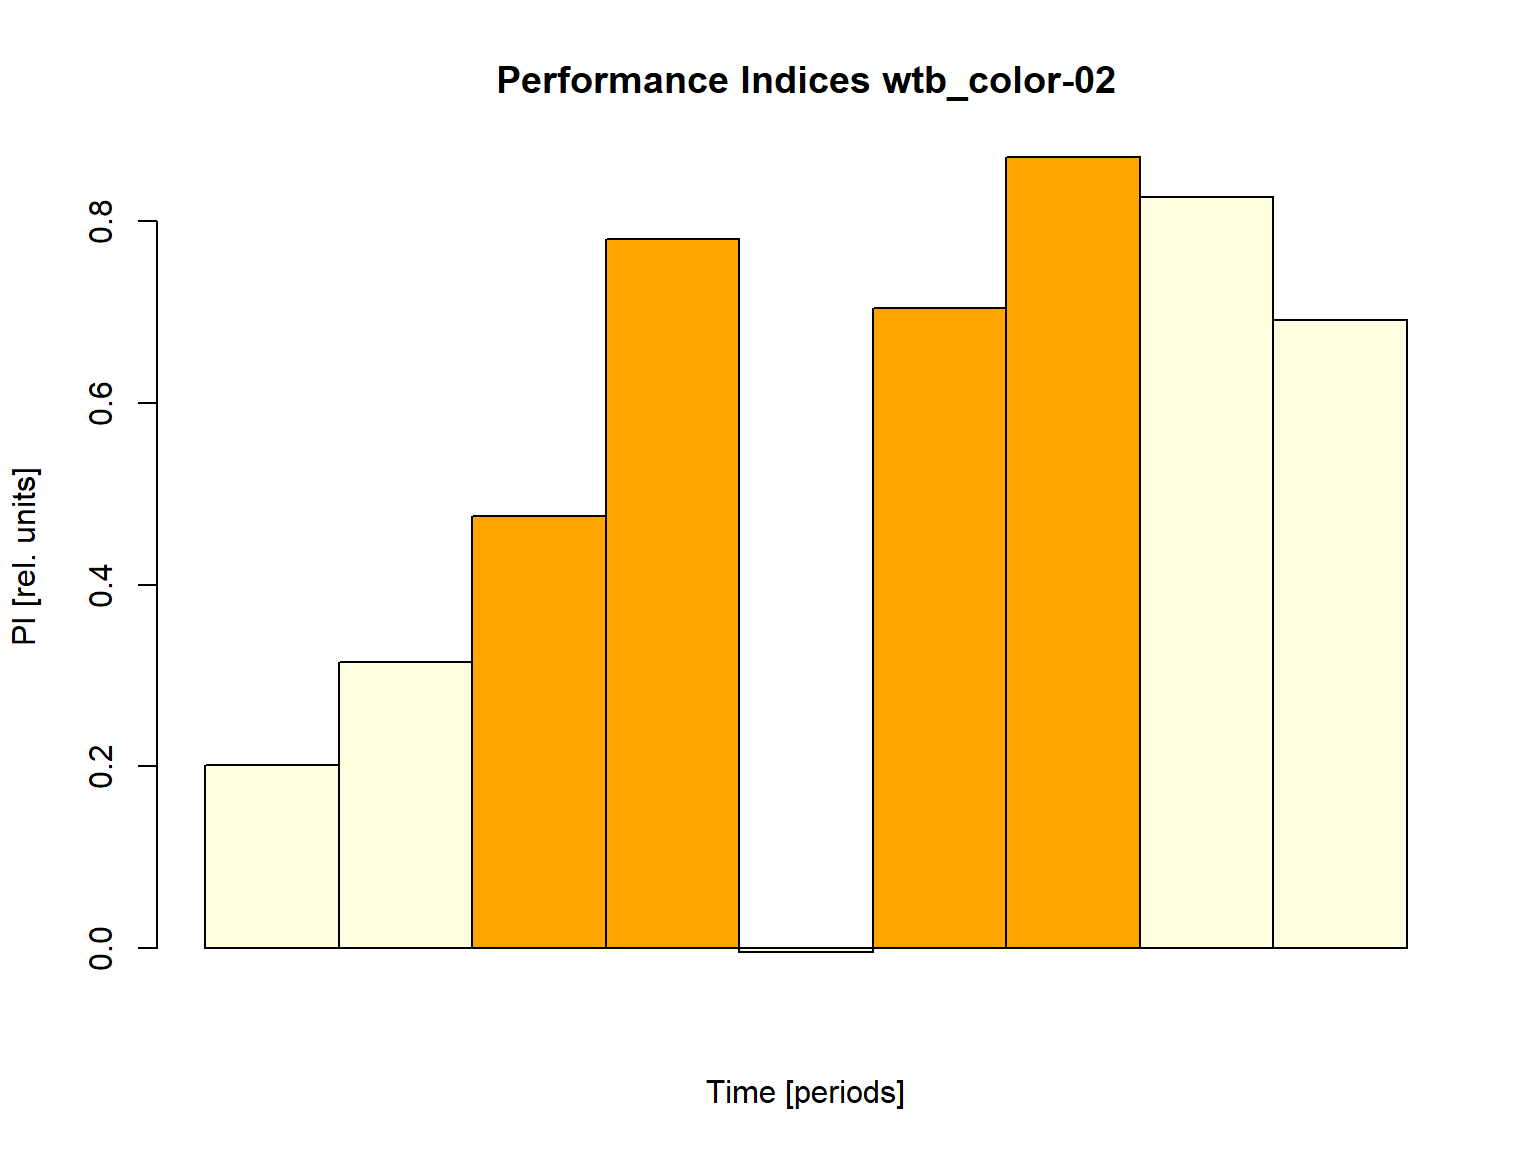 Performance Indices wtb_color-02
PI [rel. units]
0.8
0.6
0.4
0.2
0.0
Time [periods]